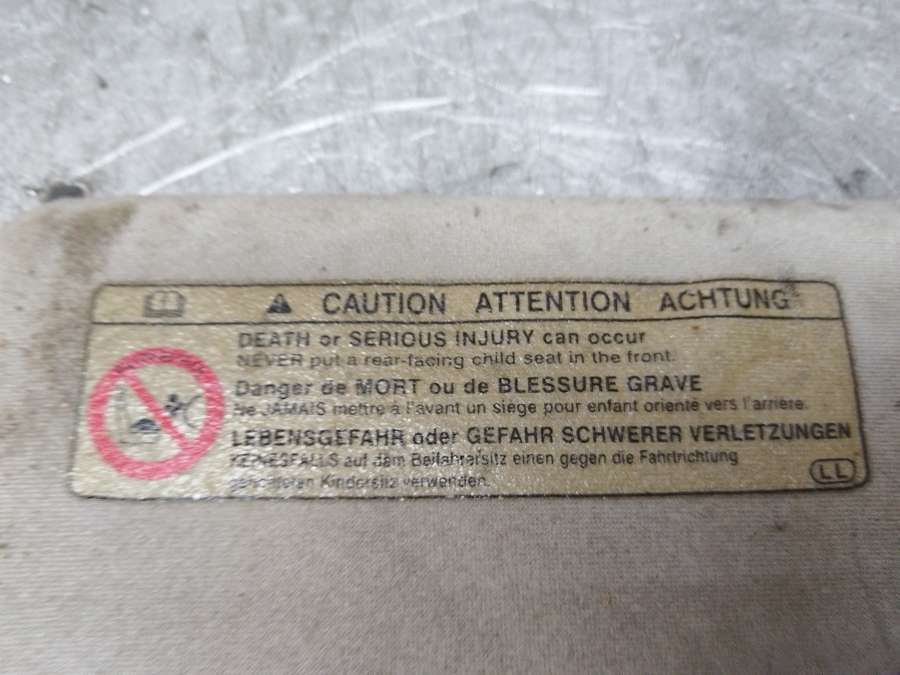 CAUTION ATTENTION ACHTUNG
DEATH or SERIOUS INJURY can occur
NEVER put a rear-facing child seat in the front.
Danger de MORT ou de BLESSURE GRAVE
Ne JAMAIS mettre à l'avant un siège pour enfant orienté vers l'arrière.
LEBENSGEFAHR oder GEFAHR SCHWERER VERLETZUNGEN
KEINESFALLS auf dem Beifahrersitz einen gegen die Fahrtrichtung
gerichteten Kindersitz verwenden.
LL